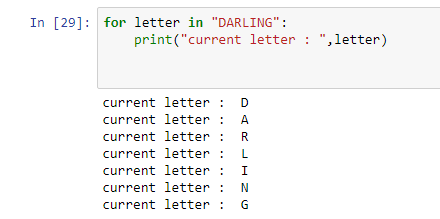 In [29]: for letter in "DARLING":
    print("current letter : ",letter)
current letter :  D
current letter :  A
current letter :  R
current letter :  L
current letter :  I
current letter :  N
current letter :  G